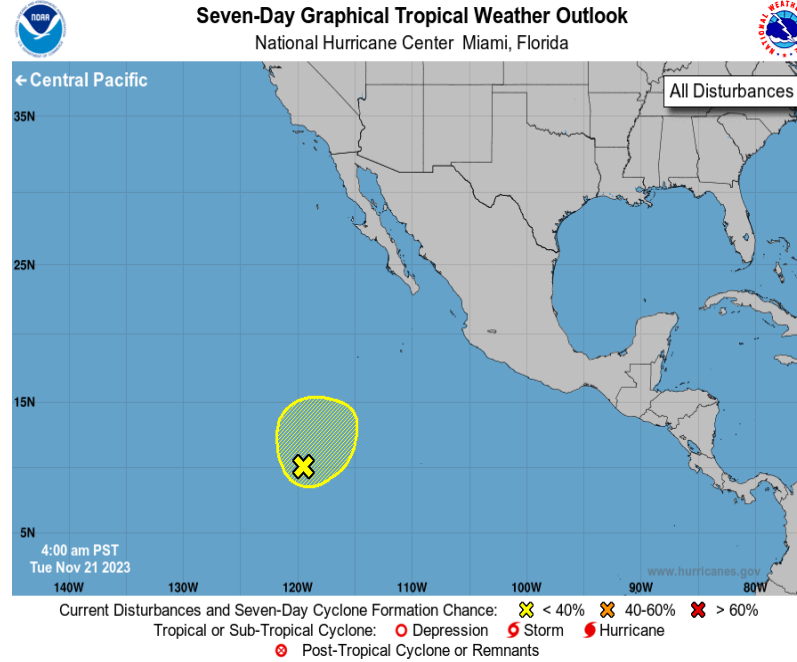 Seven-Day Graphical Tropical Weather Outlook
National Hurricane Center Miami, Florida
NOAA
Central Pacific
All Disturbances
35N
25N
15N
5N
4:00 am PST
Tue Nov 21 2023
www.hurricanes.gov
140W 130W 120W 110W 100W 90W 80W
Current Disturbances and Seven-Day Cyclone Formation Chance: < 40% 40-60% > 60%
Tropical or Sub-Tropical Cyclone: Depression Storm Hurricane
Post-Tropical Cyclone or Remnants